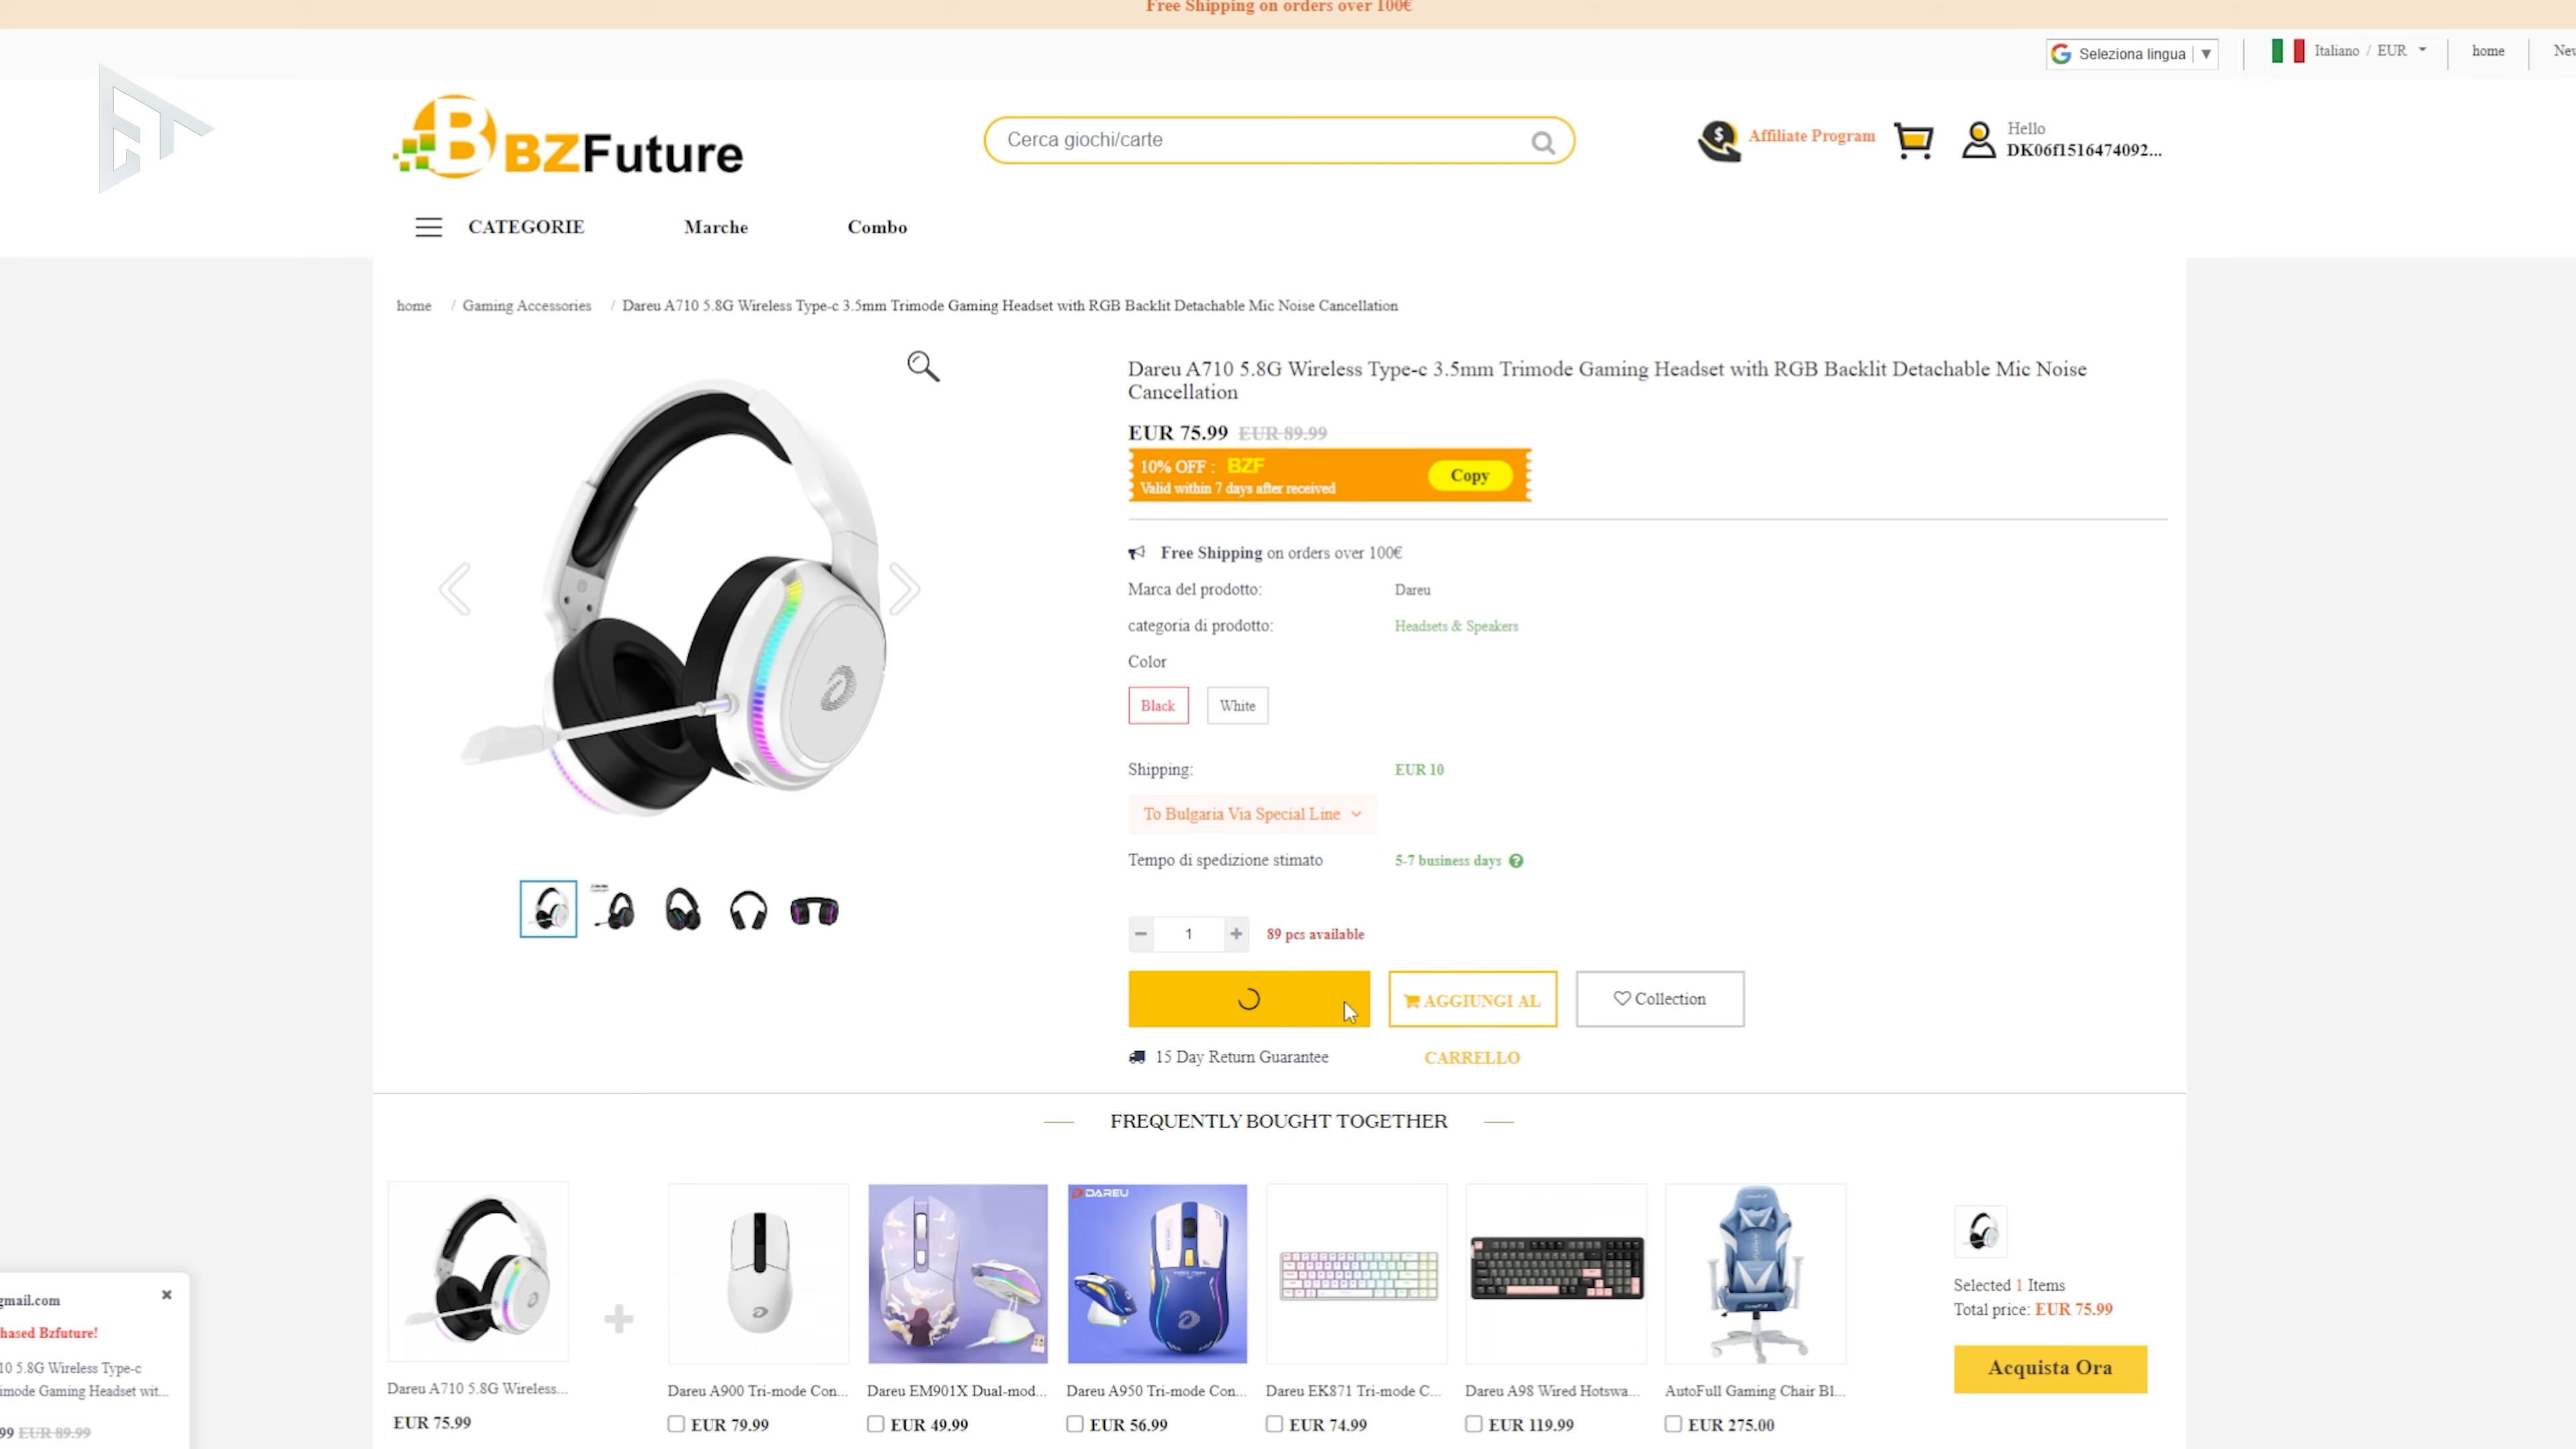 Free Shipping on orders over 100€
Seleziona lingua
Italiano / EUR
home
BZFuture
Cerca giochi/carte
Affiliate Program
Hello
DK06f1516474092...
CATEGORIE
Marche
Combo
home / Gaming Accessories / Dareu A710 5.8G Wireless Type-c 3.5mm Trimode Gaming Headset with RGB Backlit Detachable Mic Noise Cancellation
Dareu A710 5.8G Wireless Type-c 3.5mm Trimode Gaming Headset with RGB Backlit Detachable Mic Noise
Cancellation
EUR 75.99 EUR 89.99
10% OFF : BZF
Valid within 7 days after received
Copy
Free Shipping on orders over 100€
Marca del prodotto: Dareu
categoria di prodotto: Headsets & Speakers
Color
Black
White
Shipping: EUR 10
To Bulgaria Via Special Line
Tempo di spedizione stimato 5-7 business days
1
89 pcs available
AGGIUNGI AL
CARRELLO
Collection
15 Day Return Guarantee
FREQUENTLY BOUGHT TOGETHER
DAREU
Dareu A710 5.8G Wireless...
EUR 75.99
Dareu A900 Tri-mode Con...
EUR 79.99
Dareu EM901X Dual-mod...
EUR 49.99
Dareu A950 Tri-mode Con...
EUR 56.99
Dareu EK871 Tri-mode C...
EUR 74.99
Dareu A98 Wired Hotswa...
EUR 119.99
AutoFull Gaming Chair Bl...
EUR 275.00
Selected 1 Items
Total price: EUR 75.99
Acquista Ora
gmail.com
hased Bzfuture!
10 5.8G Wireless Type-c
imode Gaming Headset wit...
99 EUR 89.99